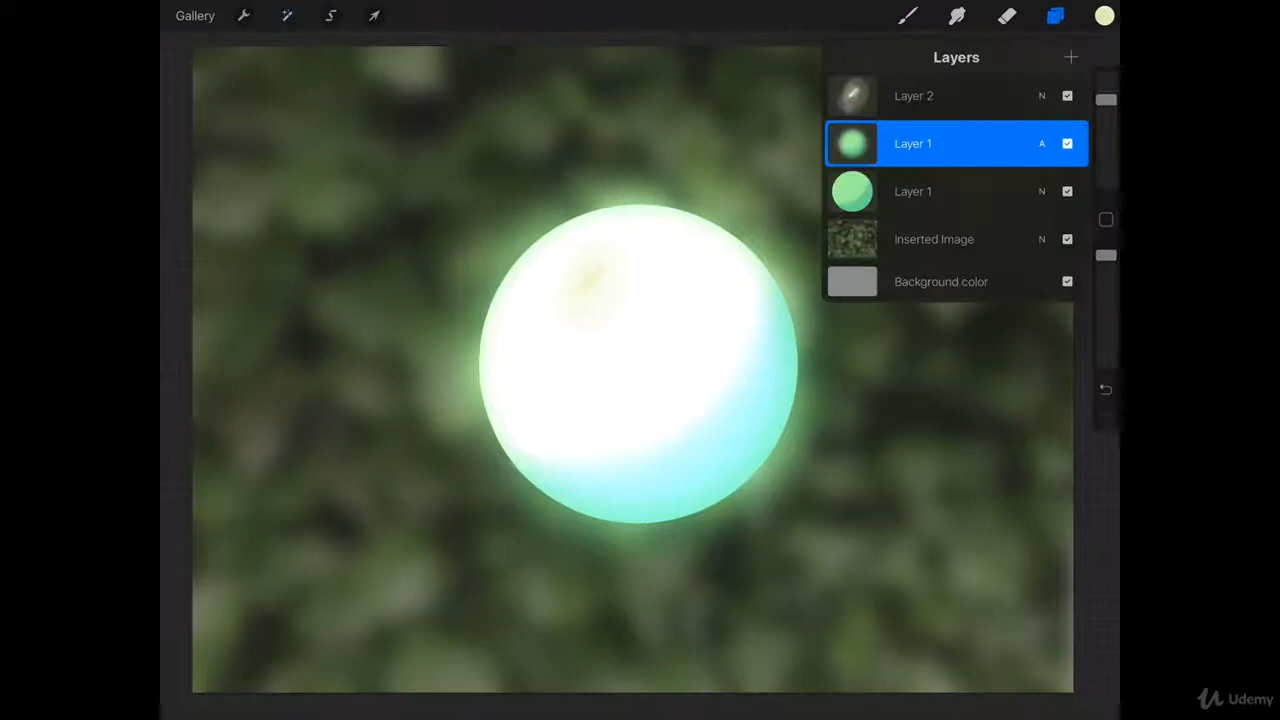 Gallery
Layers
Layer 2 N
Layer 1 A
Layer 1 N
Inserted Image N
Background color
Udemy